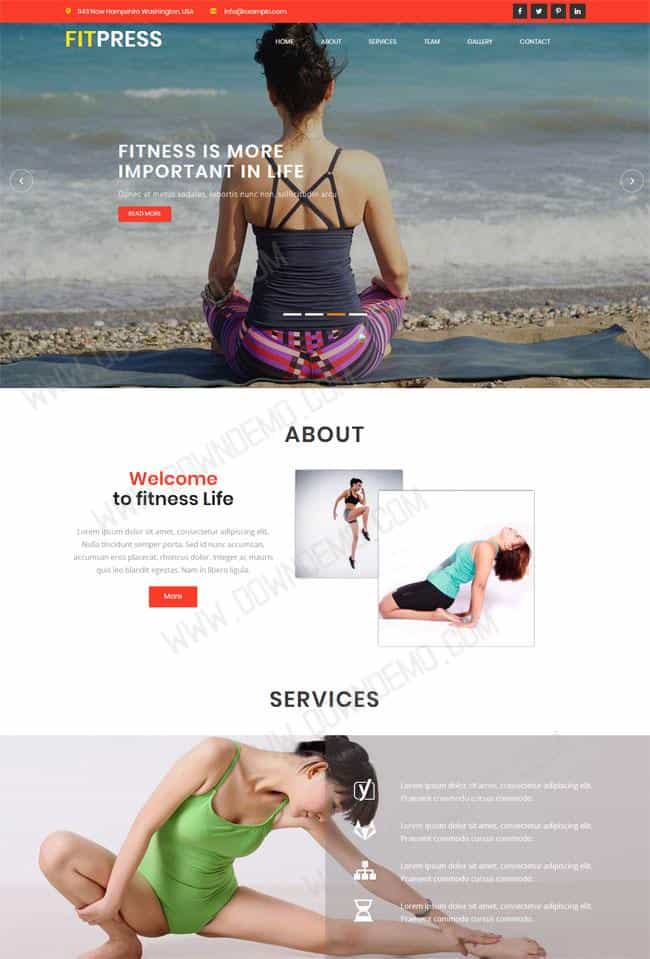 943 New Hampshire Washington, USA
info@example.com
FITPRESS
HOME ABOUT SERVICES TEAM GALLERY CONTACT
FITNESS IS MORE
IMPORTANT IN LIFE
Donec et metus sodales, lobortis nunc non, sollicitudin arcu
READ MORE
ABOUT
Welcome
to fitness Life
Lorem ipsum dolor sit amet, consectetur adipiscing elit.
Nulla tincidunt semper porta. Sed id nunc accumsan,
accumsan eros placerat, rhoncus dolor. Integer ac mauris
quis leo blandit egestas. Nam in libero ligula.
More
SERVICES
Lorem ipsum dolor sit amet, consectetur adipiscing elit.
Praesent commodo cursus commodo.
Lorem ipsum dolor sit amet, consectetur adipiscing elit.
Praesent commodo cursus commodo.
Lorem ipsum dolor sit amet, consectetur adipiscing elit.
Praesent commodo cursus commodo.
Lorem ipsum dolor sit amet, consectetur adipiscing elit.
Praesent commodo cursus commodo.
WWW.DOWNDEMO.COM
WWW.DOWNDEMO.COM
WWW.DOWNDEMO.COM